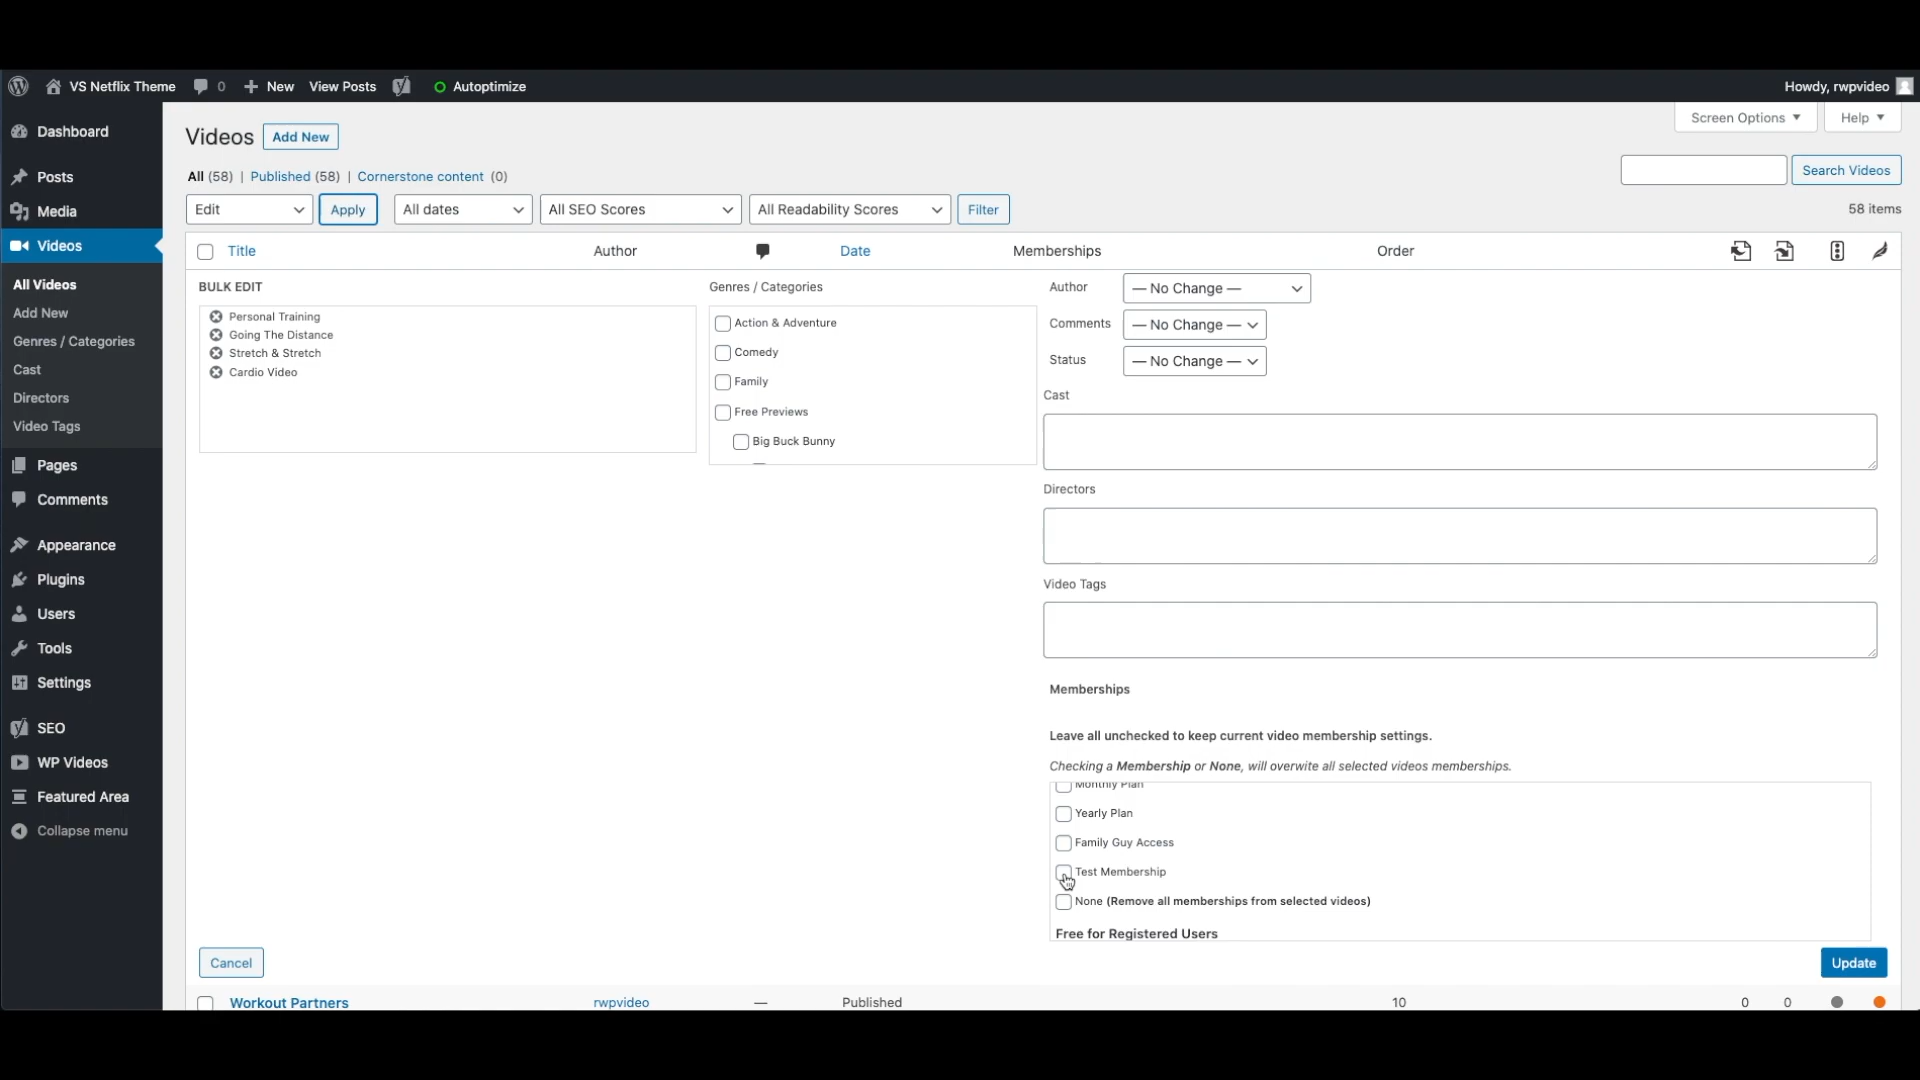 VS Netflix Theme 0 New View Posts Autoptimize Howdy, rwpvideo
Dashboard
Posts
Media
Videos
All Videos
Add New
Genres / Categories
Cast
Directors
Video Tags
Pages
Comments
Appearance
Plugins
Users
Tools
Settings
SEO
WP Videos
Featured Area
Collapse menu
Screen Options Help
Videos Add New
All (58) | Published (58) | Cornerstone content (0)
Search Videos
Edit Apply All dates All SEO Scores All Readability Scores Filter 58 items
Title Author Date Memberships Order
BULK EDIT
Personal Training
Going The Distance
Stretch & Stretch
Cardio Video
Genres / Categories
Action & Adventure
Comedy
Family
Free Previews
Big Buck Bunny
Author — No Change —
Comments — No Change —
Status — No Change —
Cast
Directors
Video Tags
Memberships
Leave all unchecked to keep current video membership settings.
Checking a Membership or None, will overwite all selected videos memberships.
Monthly Plan
Yearly Plan
Family Guy Access
Test Membership
None (Remove all memberships from selected videos)
Free for Registered Users
Cancel Update
Workout Partners rwpvideo — Published 10 0 0